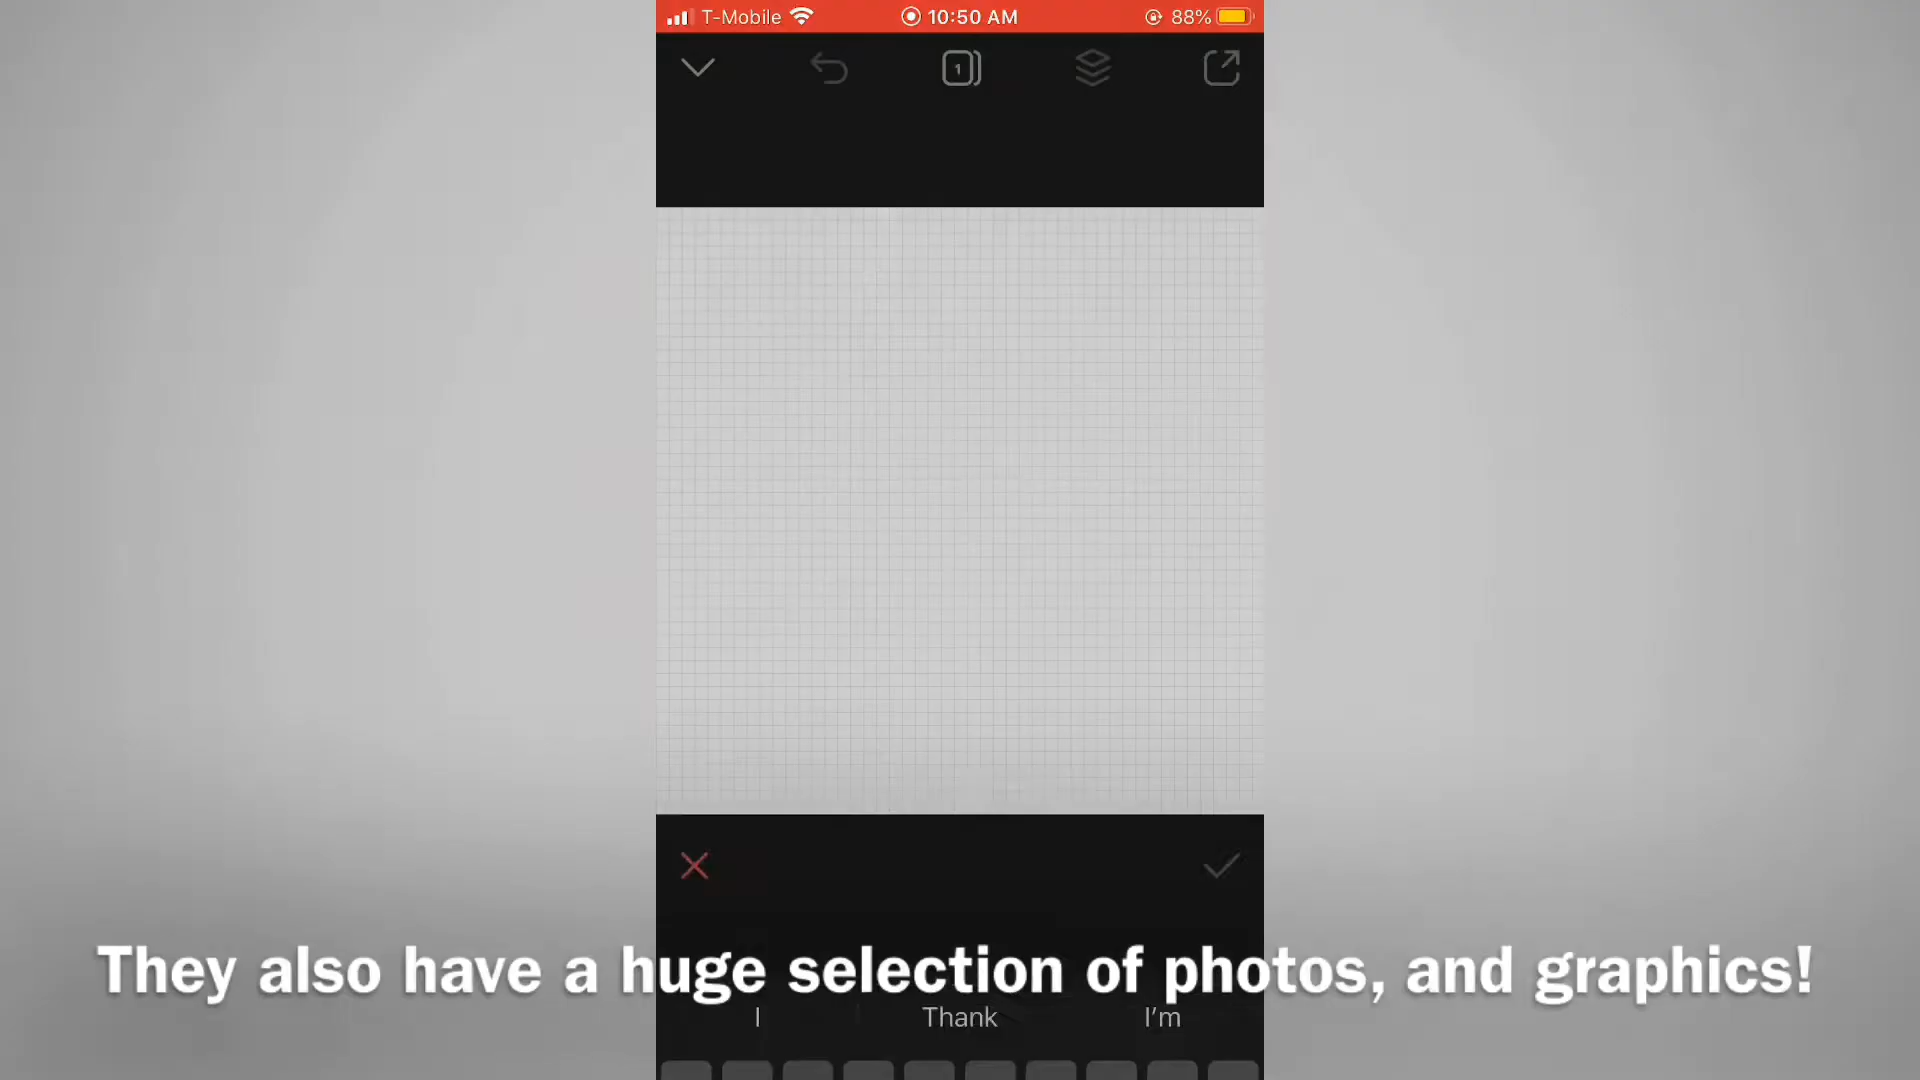 T-Mobile 10:50 AM 88%
1
They also have a huge selection of photos, and graphics!
I Thank I’m